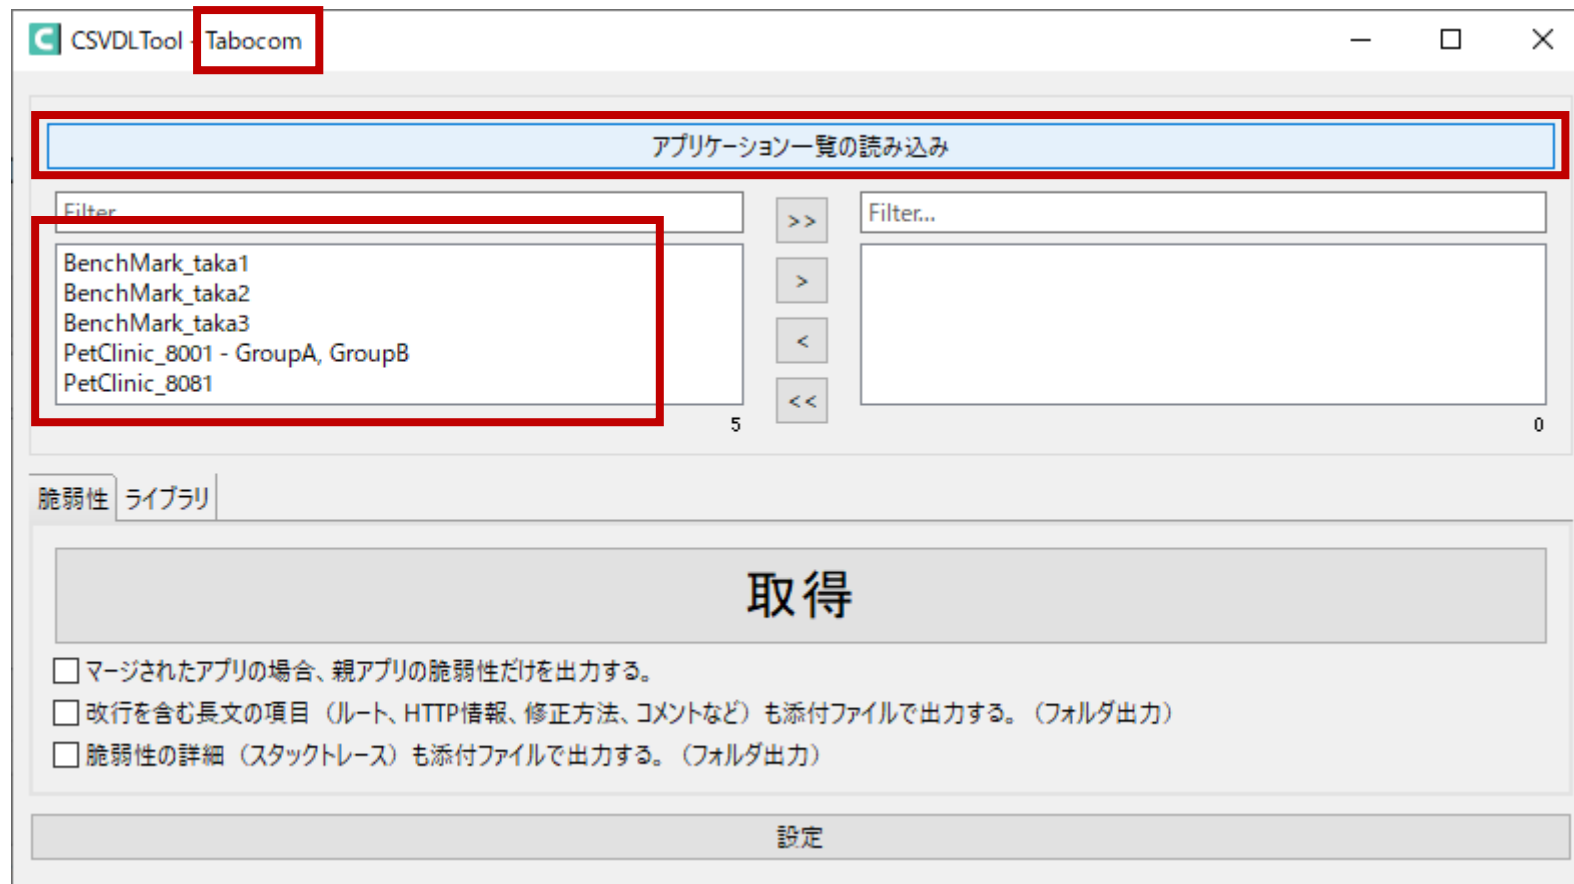 CSVDLTool - Tabocom
アプリケーション一覧の読み込み
Filter...
>>
Filter...
BenchMark_taka1
BenchMark_taka2
BenchMark_taka3
PetClinic_8001 - GroupA, GroupB
PetClinic_8081
>
<
<<
5
0
脆弱性 ライブラリ
取得
マージされたアプリの場合、親アプリの脆弱性だけを出力する。
改行を含む長文の項目（ルート、HTTP情報、修正方法、コメントなど）も添付ファイルで出力する。（フォルダ出力）
脆弱性の詳細（スタックトレース）も添付ファイルで出力する。（フォルダ出力）
設定